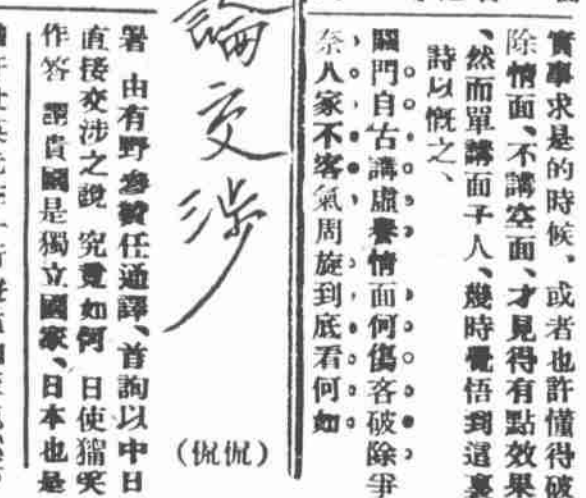 實事求是的時候、或者也許懂得破
除情面、不講空面、才見得有點效果
、然而單講面子人、幾時覺悟到這裏
詩以慨之、
關門自古講虛譽情面何傷客破除爭
奈人家不客氣周旋到底看何如
論交涉
(侃侃)
署 由有野參贊任通譯、首詢以中日
直接交涉之說 究竟如何 日使獝笑
作答 謂貴國是獨立國家、日本也是